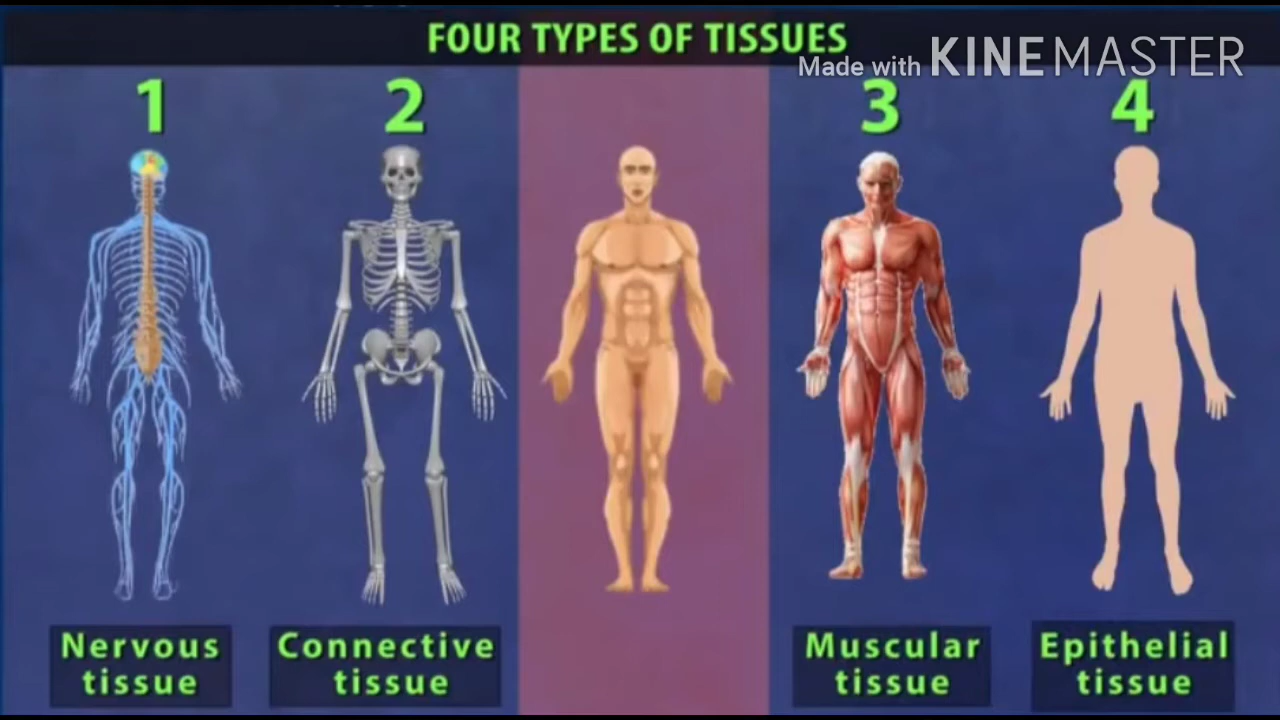 FOUR TYPES OF TISSUES
Made with KINEMASTER
1
2
3
4
Nervous
tissue
Connective
tissue
Muscular
tissue
Epithelial
tissue